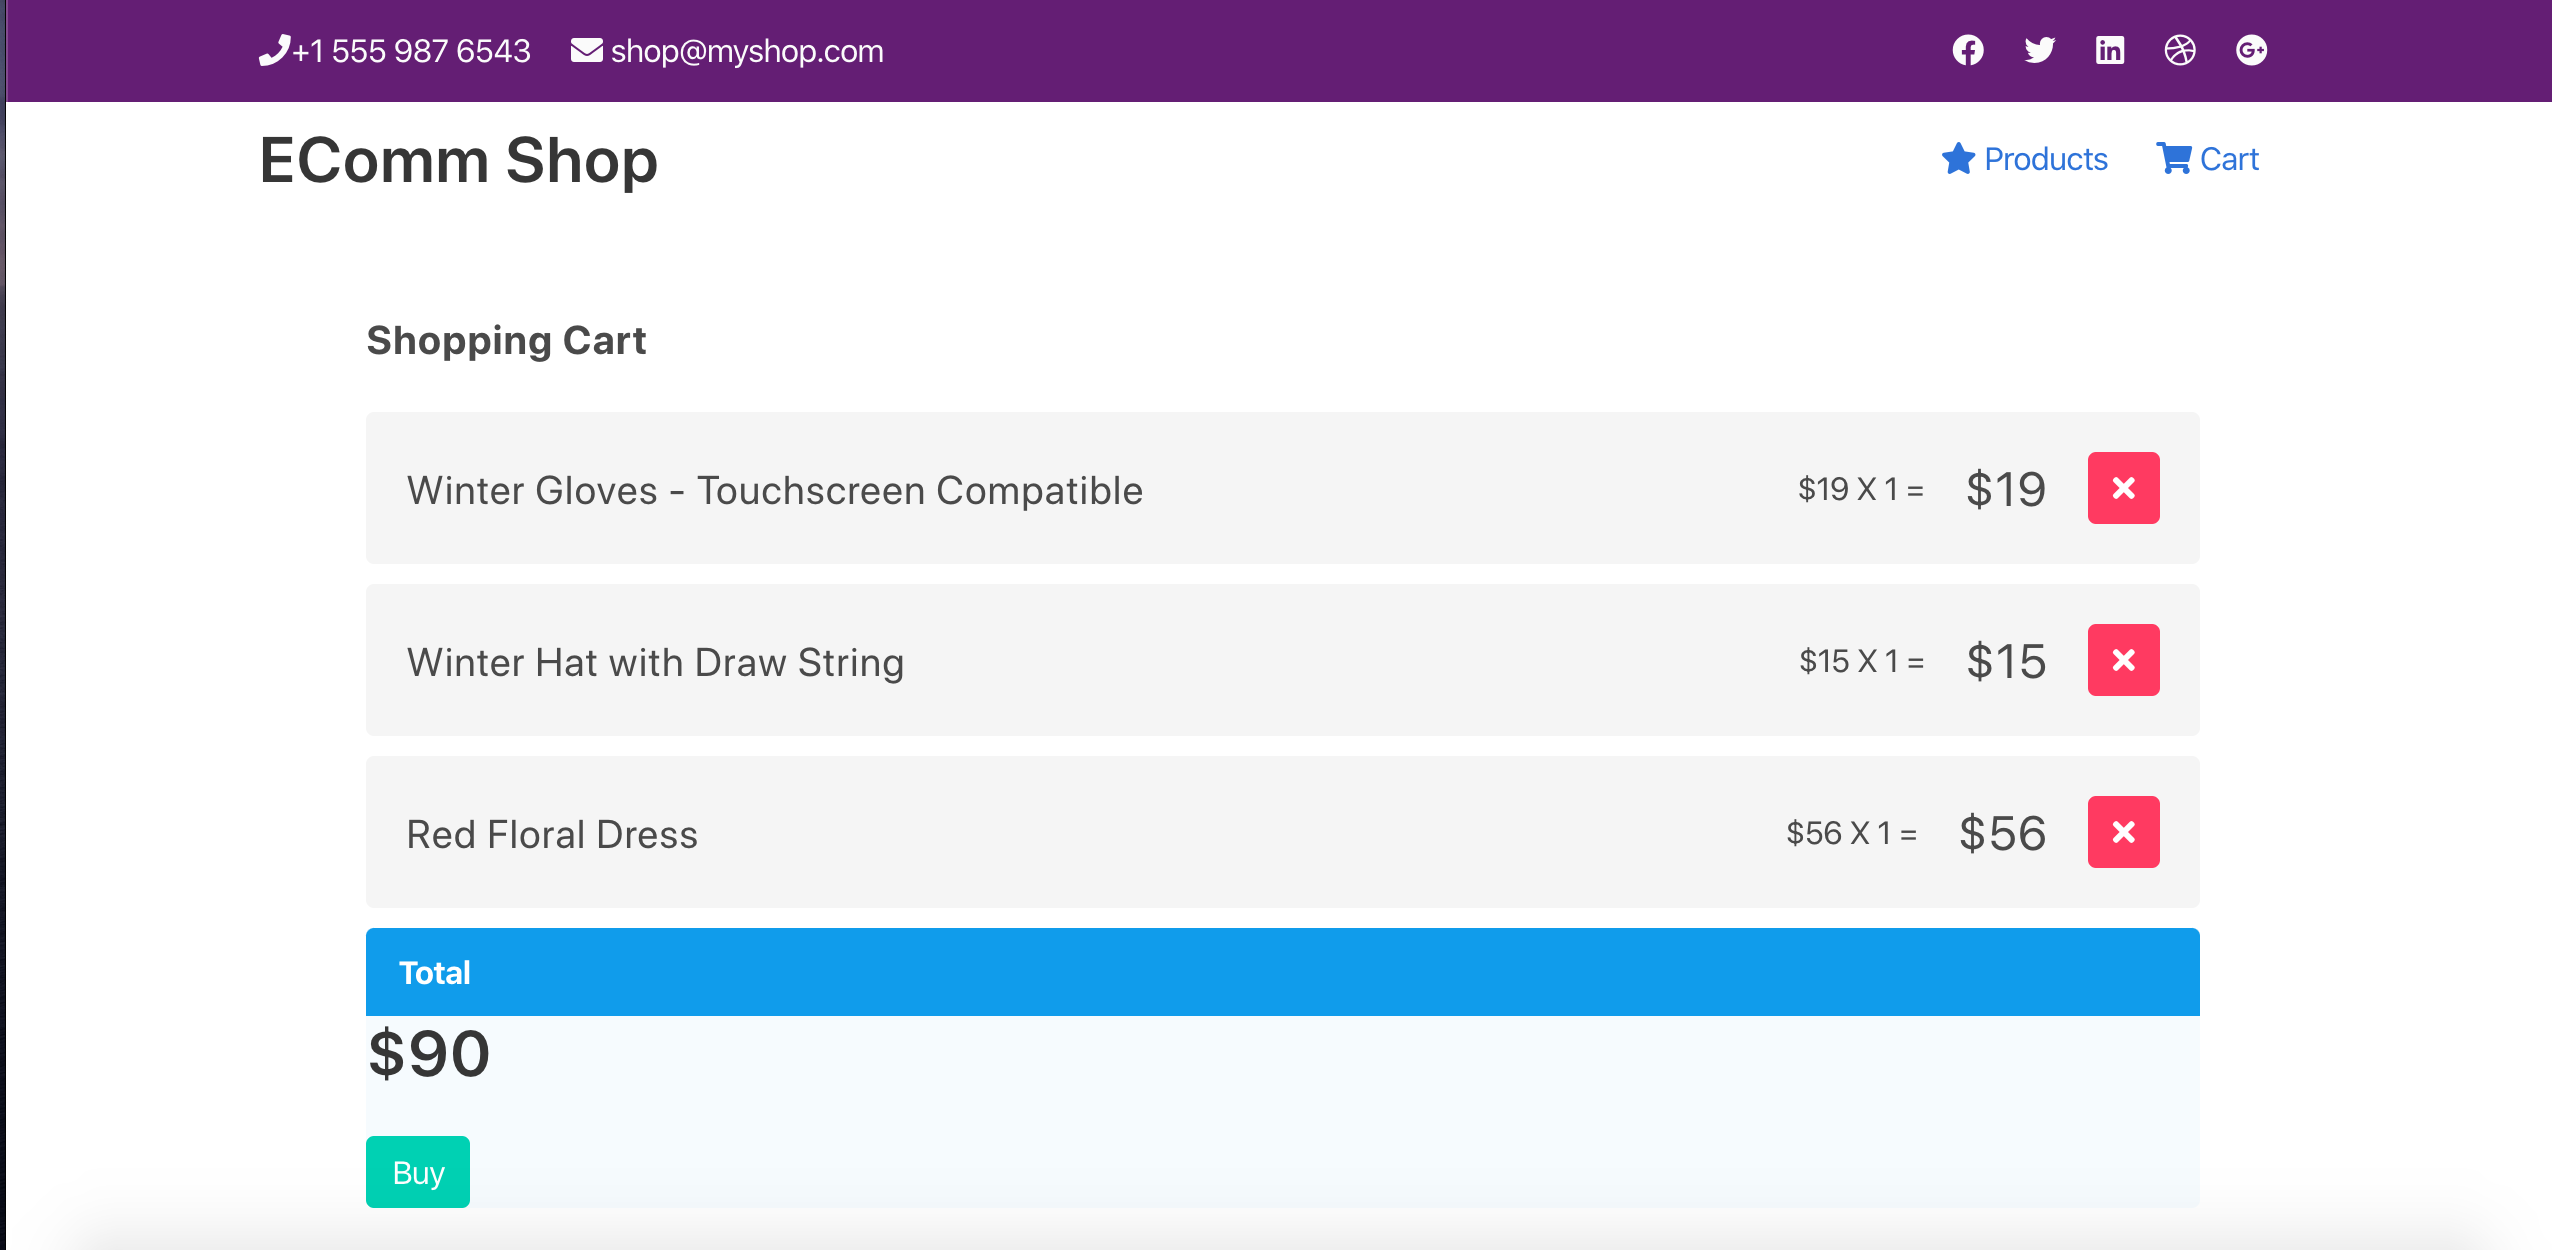 +1 555 987 6543 shop@myshop.com
EComm Shop Products Cart
Shopping Cart
Winter Gloves - Touchscreen Compatible $19 X 1 = $19
Winter Hat with Draw String $15 X 1 = $15
Red Floral Dress $56 X 1 = $56
Total
$90
Buy